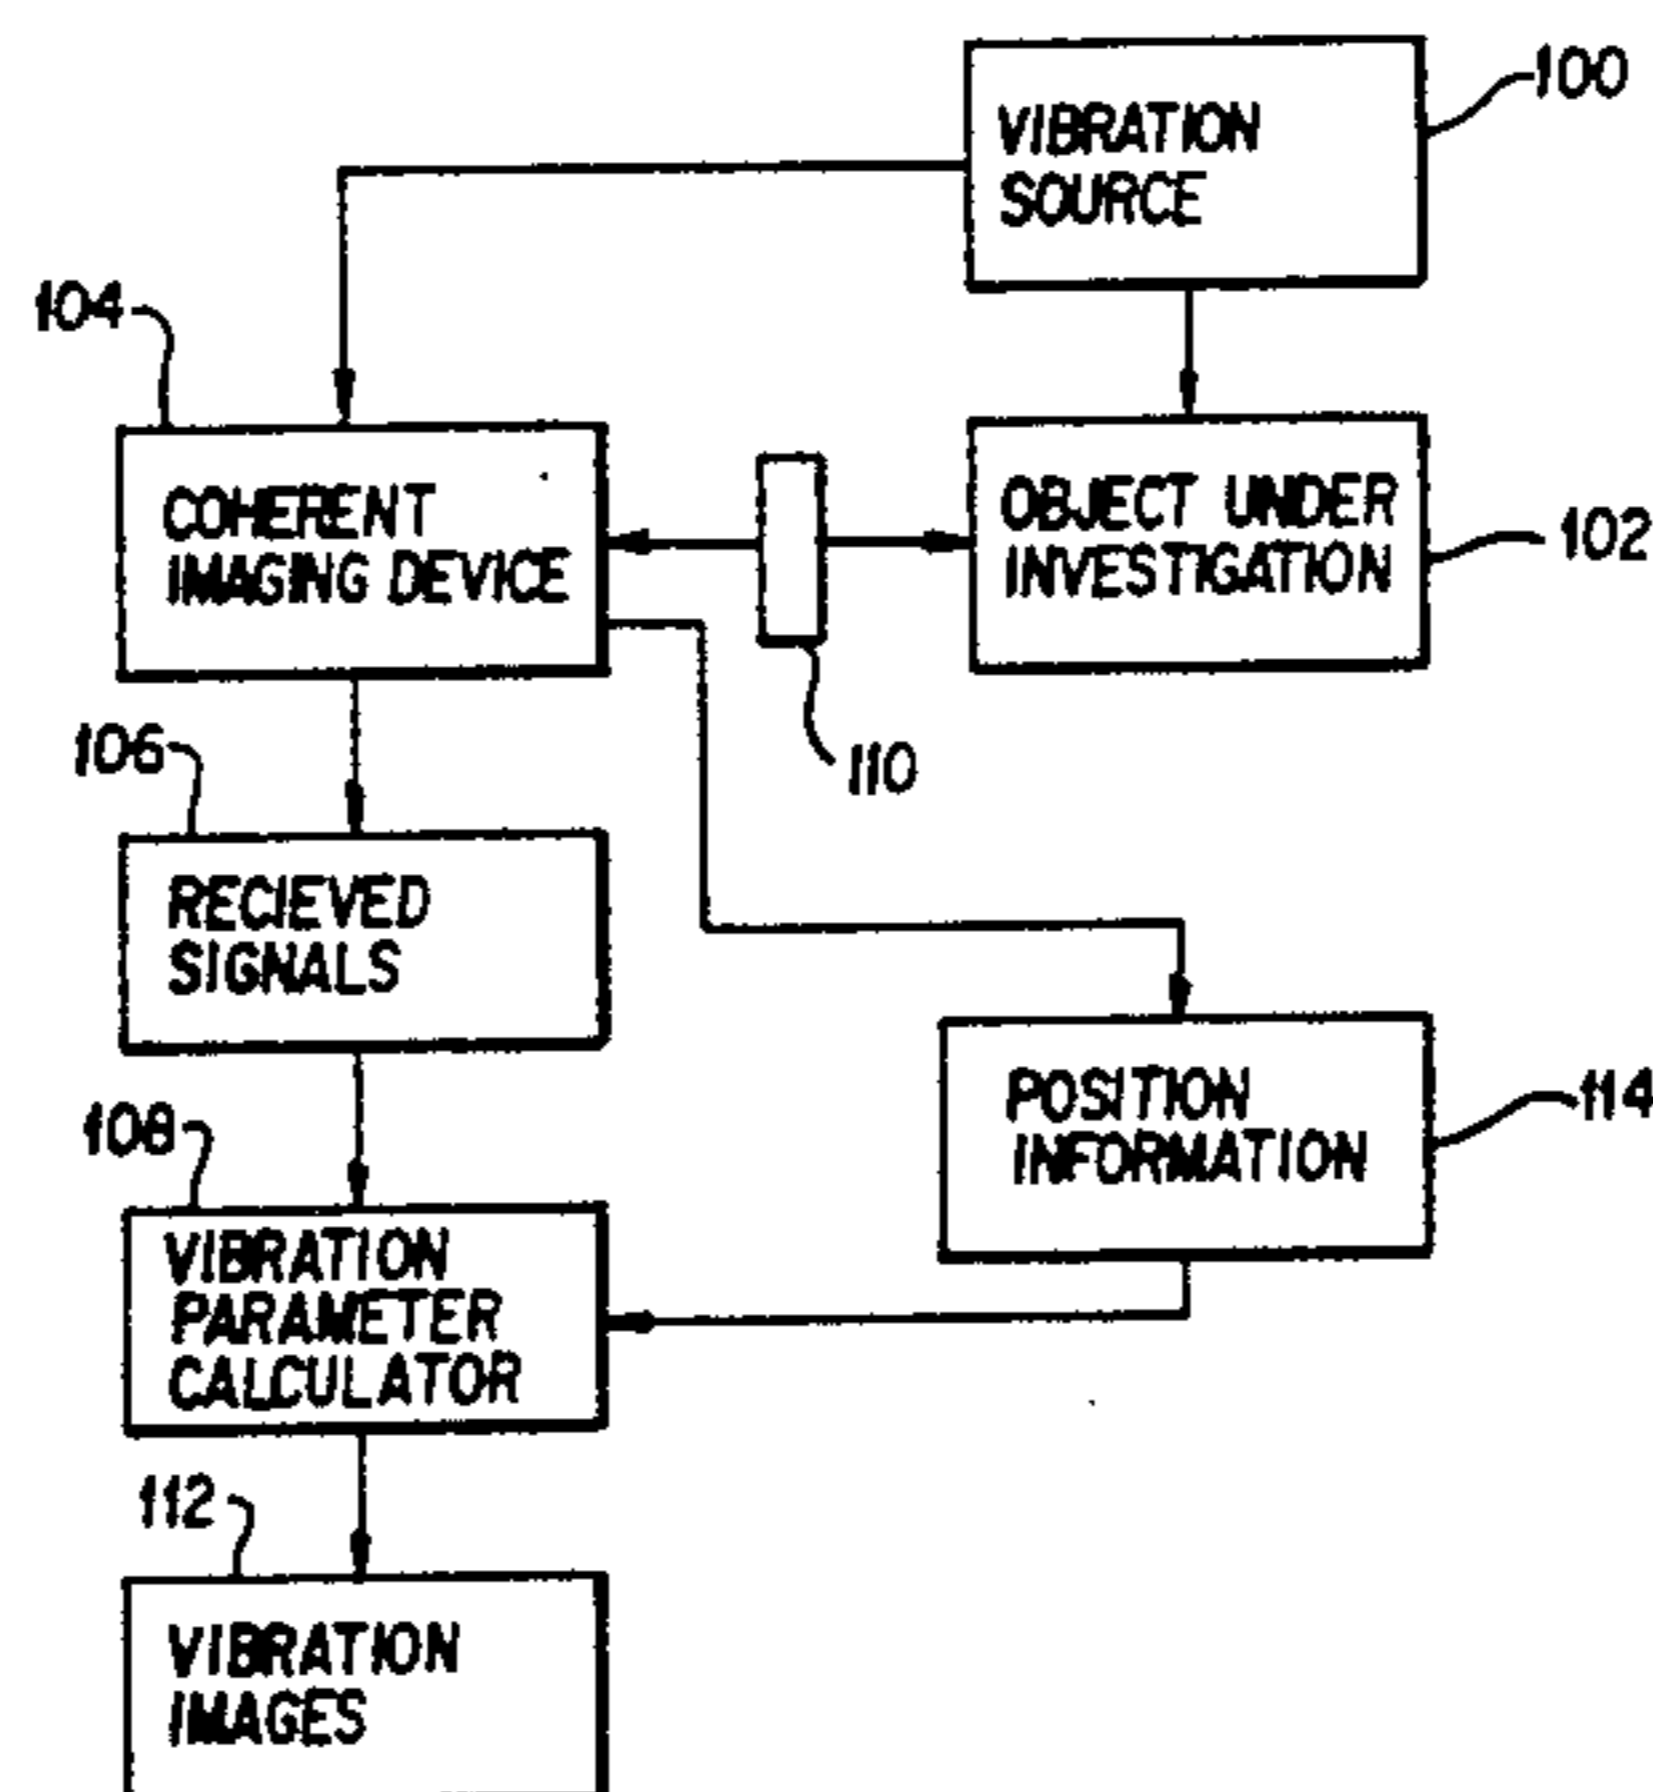 100
VIBRATION
SOURCE
104
COHERENT
IMAGING DEVICE
OBJECT UNDER
INVESTIGATION
102
110
106
RECIEVED
SIGNALS
POSITION
INFORMATION
114
108
VIBRATION
PARAMETER
CALCULATOR
112
VIBRATION
IMAGES